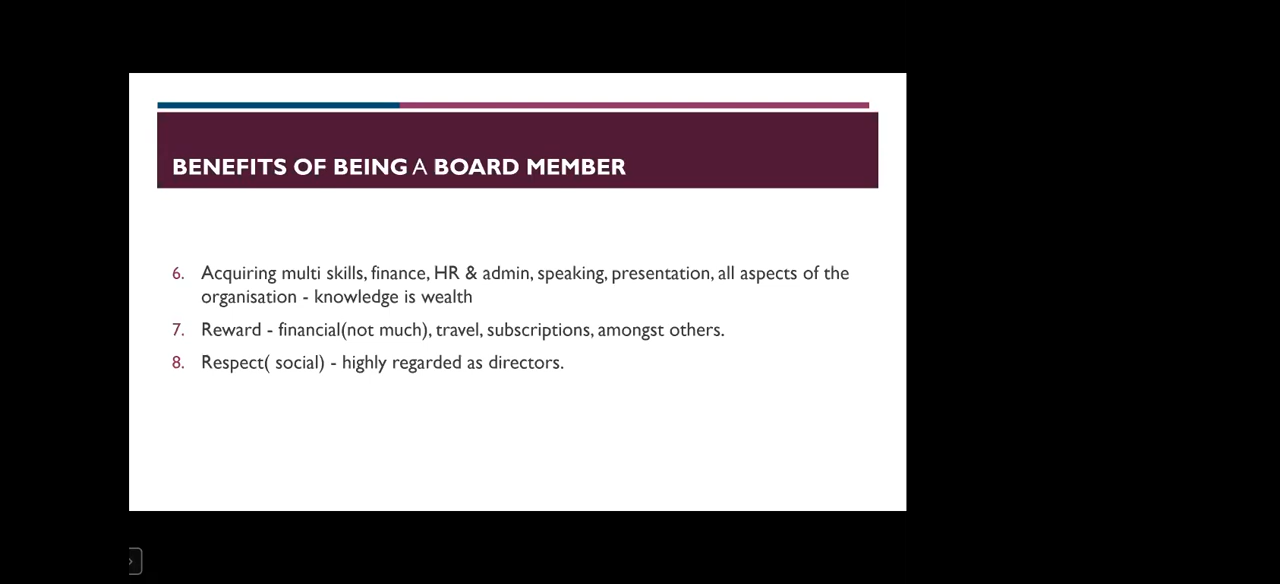 BENEFITS OF BEING A BOARD MEMBER
6. Acquiring multi skills, finance, HR & admin, speaking, presentation, all aspects of the
organisation - knowledge is wealth
7. Reward - financial(not much), travel, subscriptions, amongst others.
8. Respect( social) - highly regarded as directors.